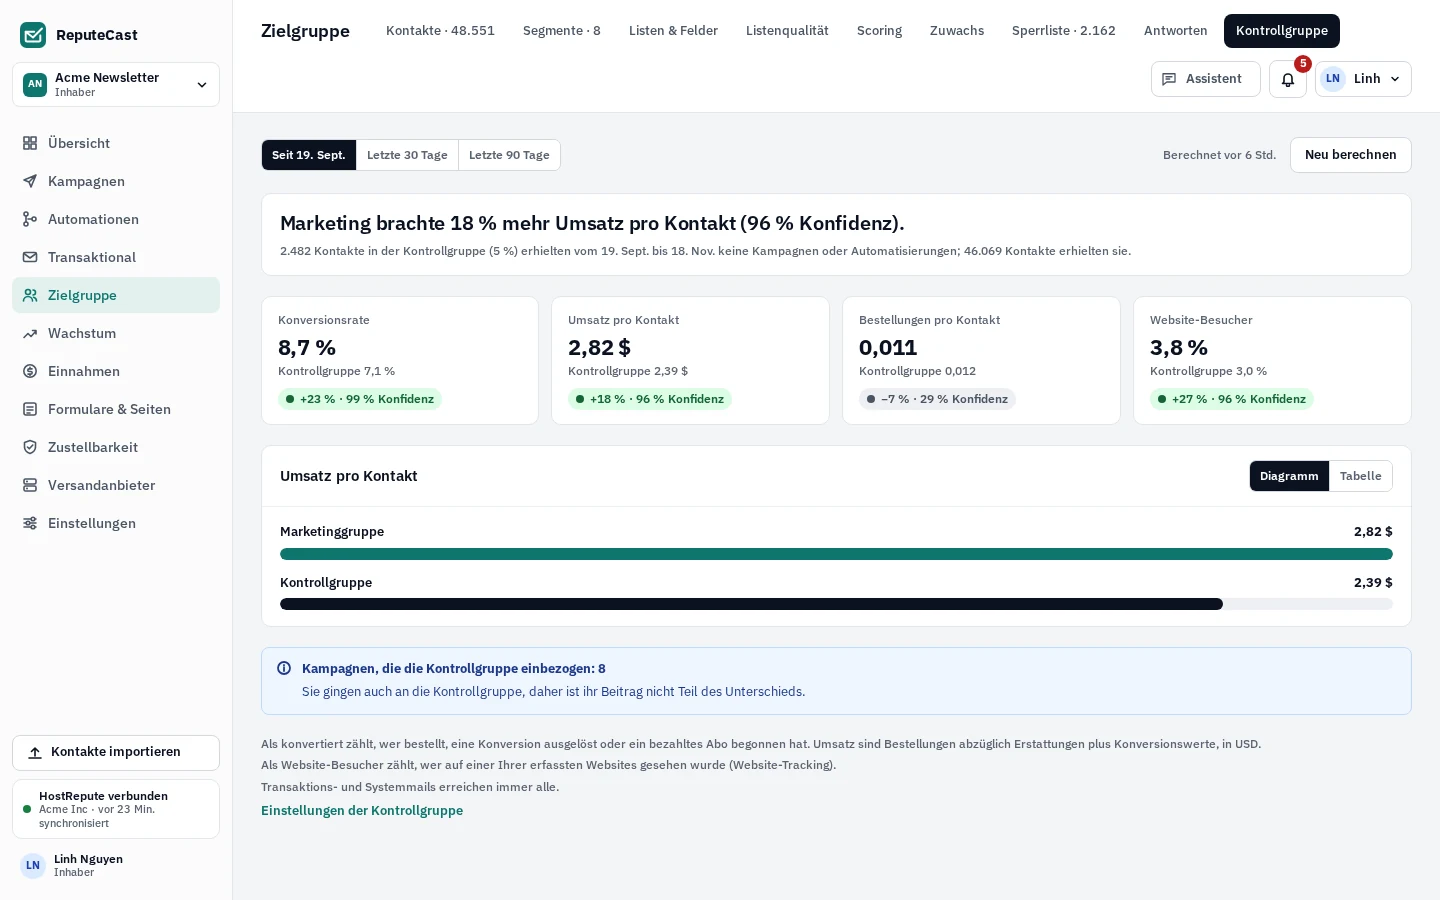 ReputeCast
AN
Acme Newsletter
Inhaber
Übersicht
Kampagnen
Automationen
Transaktional
Zielgruppe
Wachstum
Einnahmen
Formulare & Seiten
Zustellbarkeit
Versandanbieter
Einstellungen
Kontakte importieren
HostRepute verbunden
Acme Inc · vor 23 Min.
synchronisiert
LN
Linh Nguyen
Inhaber
Zielgruppe
Kontakte · 48.551
Segmente · 8
Listen & Felder
Listenqualität
Scoring
Zuwachs
Sperrliste · 2.162
Antworten
Kontrollgruppe
Assistent
5
LN
Linh
Seit 19. Sept.
Letzte 30 Tage
Letzte 90 Tage
Berechnet vor 6 Std.
Neu berechnen
Marketing brachte 18 % mehr Umsatz pro Kontakt (96 % Konfidenz).
2.482 Kontakte in der Kontrollgruppe (5 %) erhielten vom 19. Sept. bis 18. Nov. keine Kampagnen oder Automatisierungen; 46.069 Kontakte erhielten sie.
Konversionsrate
8,7 %
Kontrollgruppe 7,1 %
+23 % · 99 % Konfidenz
Umsatz pro Kontakt
2,82 $
Kontrollgruppe 2,39 $
+18 % · 96 % Konfidenz
Bestellungen pro Kontakt
0,011
Kontrollgruppe 0,012
−7 % · 29 % Konfidenz
Website-Besucher
3,8 %
Kontrollgruppe 3,0 %
+27 % · 96 % Konfidenz
Umsatz pro Kontakt
Diagramm
Tabelle
Marketinggruppe
2,82 $
Kontrollgruppe
2,39 $
Kampagnen, die die Kontrollgruppe einbezogen: 8
Sie gingen auch an die Kontrollgruppe, daher ist ihr Beitrag nicht Teil des Unterschieds.
Als konvertiert zählt, wer bestellt, eine Konversion ausgelöst oder ein bezahltes Abo begonnen hat. Umsatz sind Bestellungen abzüglich Erstattungen plus Konversionswerte, in USD.
Als Website-Besucher zählt, wer auf einer Ihrer erfassten Websites gesehen wurde (Website-Tracking).
Transaktions- und Systemmails erreichen immer alle.
Einstellungen der Kontrollgruppe